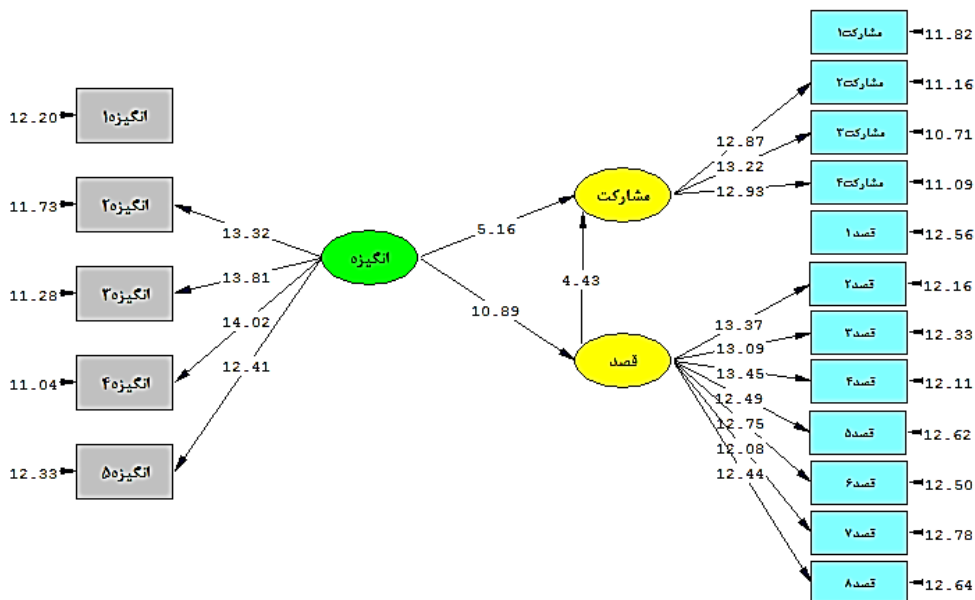 مشارکت۱
11.82
مشارکت۲
11.16
انگیزه۱
12.20
12.87
مشارکت۳
10.71
13.22
مشارکت۴
11.09
12.93
مشارکت
انگیزه۲
11.73
13.32
5.16
قصد۱
12.56
انگیزه
انگیزه۳
11.28
13.81
4.43
قصد۲
12.16
10.89
14.02
13.37
قصد۳
12.33
13.09
قصد
12.41
انگیزه۴
11.04
13.45
قصد۴
12.11
12.49
12.75
قصد۵
12.62
12.08
12.44
انگیزه۵
12.33
قصد۶
12.50
قصد۷
12.78
قصد۸
12.64